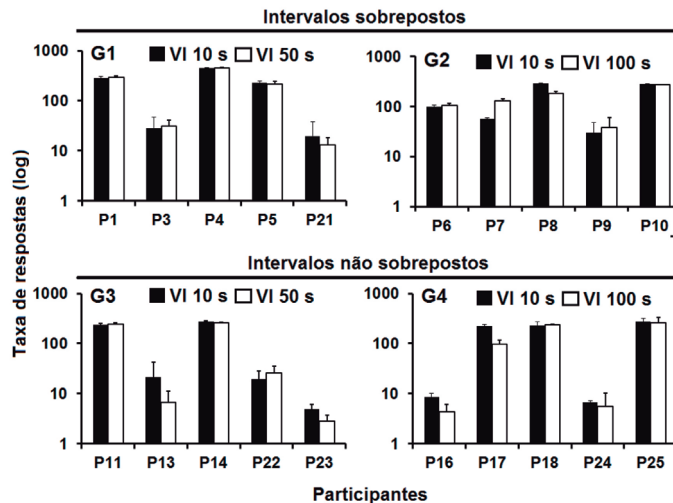 Intervalos sobrepostos
G1 VI 10 s VI 50 s
1000
100
10
1
P1 P3 P4 P5 P21
G2 VI 10 s VI 100 s
1000
100
10
1
P6 P7 P8 P9 P10
Taxa de respostas (log)
Intervalos não sobrepostos
G3 VI 10 s VI 50 s
1000
100
10
1
P11 P13 P14 P22 P23
G4 VI 10 s VI 100 s
1000
100
10
1
P16 P17 P18 P24 P25
Participantes